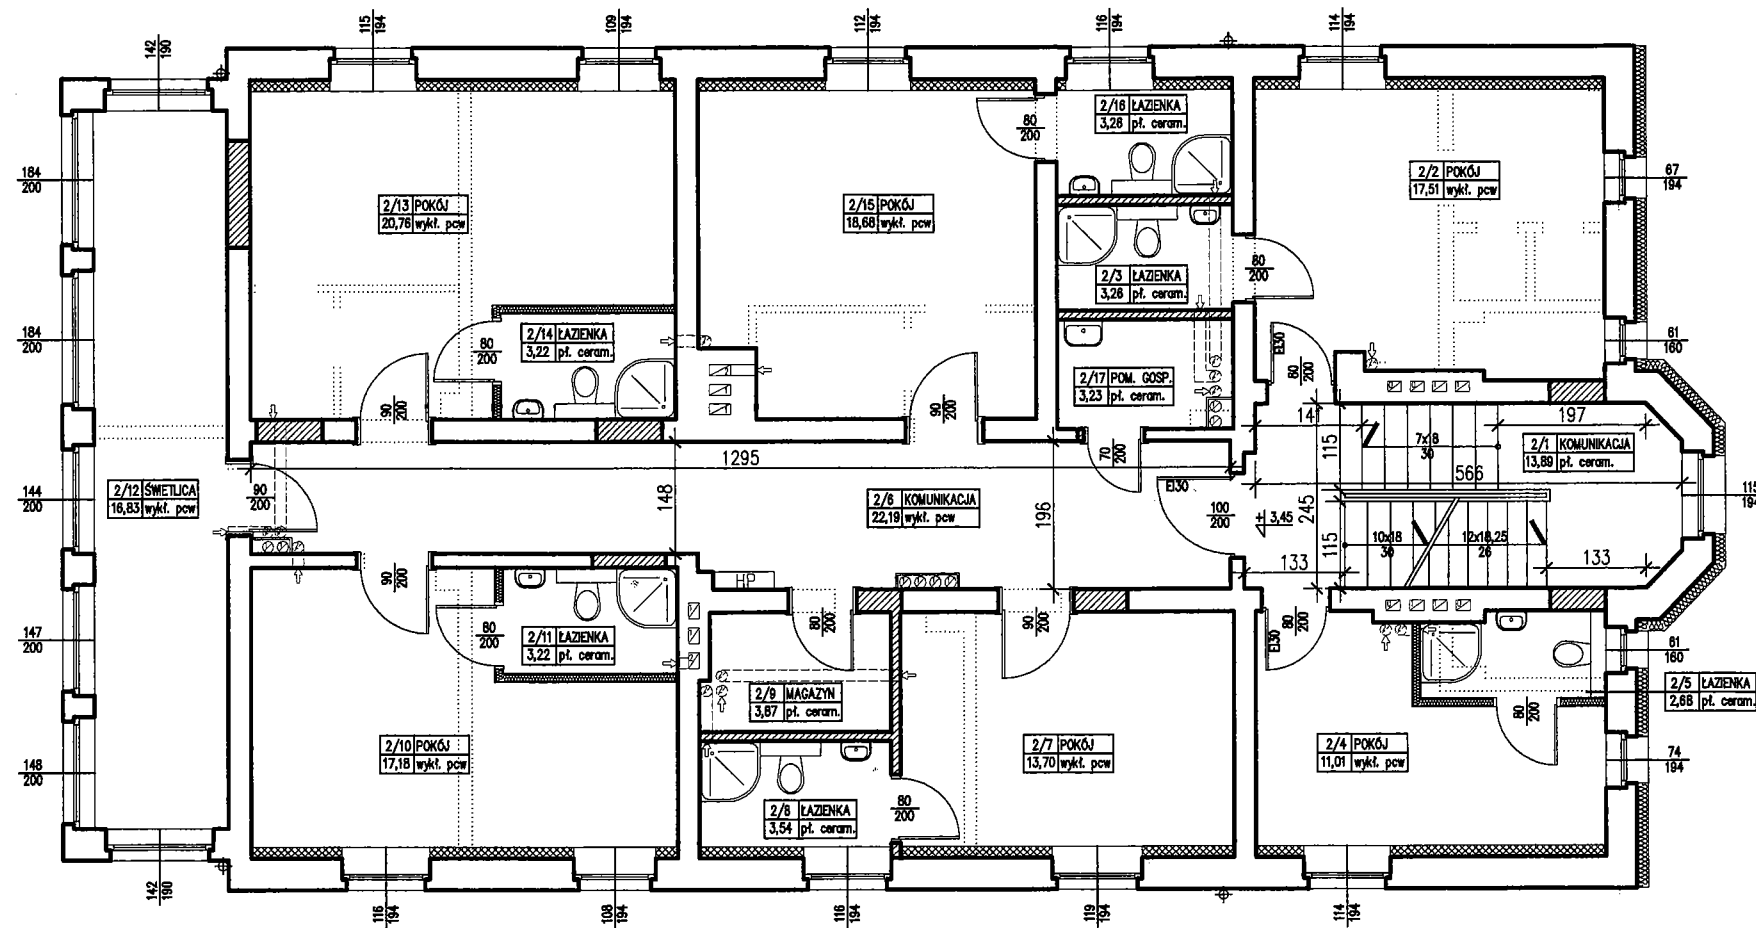 115
194
109
194
112
194
116
194
114
194
142
190
2/16 ŁAZIENKA
3,28 pł. ceram.
80
200
2/2 POKÓJ
17,51 wykł. pcw
67
194
184
200
2/13 POKÓJ
20,76 wykł. pcw
2/15 POKÓJ
18,68 wykł. pcw
2/3 ŁAZIENKA
3,26 pł. ceram.
80
200
184
200
2/14 ŁAZIENKA
3,22 pł. ceram.
80
200
61
160
EI30
80
200
2/17 POM. GOSP.
3,23 pł. ceram.
90
200
90
200
14
197
115
7x18
30
2/1 KOMUNIKACJA
13,89 pł. ceram.
1295
70
200
566
EI30
144
200
2/12 ŚWIETLICA
16,83 wykł. pcw
90
200
148
2/6 KOMUNIKACJA
22,19 wykł. pcw
196
100
200
3,45
245
115
194
115
10x18
30
12x18,25
26
133
133
90
200
HP
147
200
2/11 ŁAZIENKA
3,22 pł. ceram.
80
200
80
200
90
200
EI30
80
200
61
160
2/9 MAGAZYN
3,87 pł. ceram.
2/5 ŁAZIENKA
2,68 pł. ceram.
80
200
148
200
2/10 POKÓJ
17,18 wykł. pcw
2/7 POKÓJ
13,70 wykł. pcw
2/4 POKÓJ
11,01 wykł. pcw
74
194
2/8 ŁAZIENKA
3,54 pł. ceram.
80
200
142
190
116
194
108
194
116
194
119
194
114
194